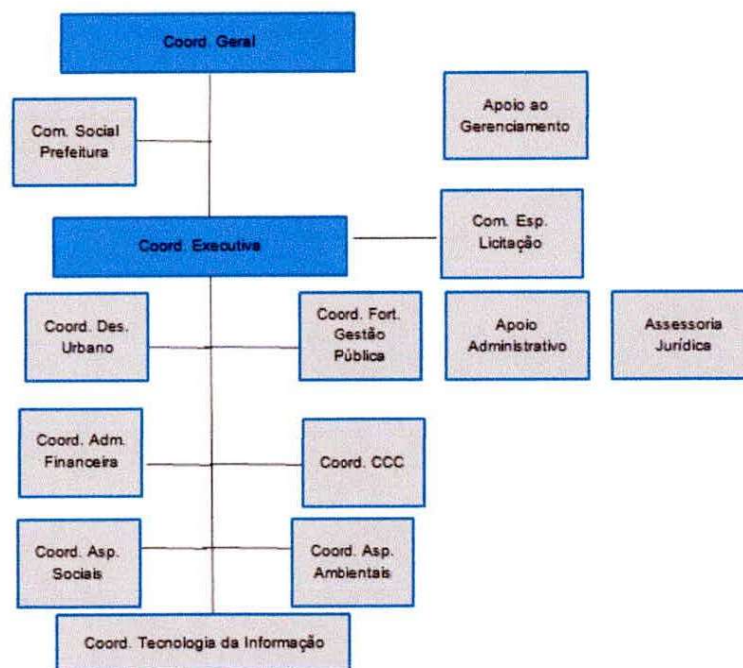 Coord. Geral
Com. Social
Prefeitura
Apoio ao
Gerenciamento
Coord. Executiva
Com. Esp.
Licitação
Coord. Des.
Urbano
Coord. Fort.
Gestão
Pública
Apoio
Administrativo
Assessoria
Jurídica
Coord. Adm.
Financeira
Coord. CCC
Coord. Asp.
Sociais
Coord. Asp.
Ambientais
Coord. Tecnologia da Informação